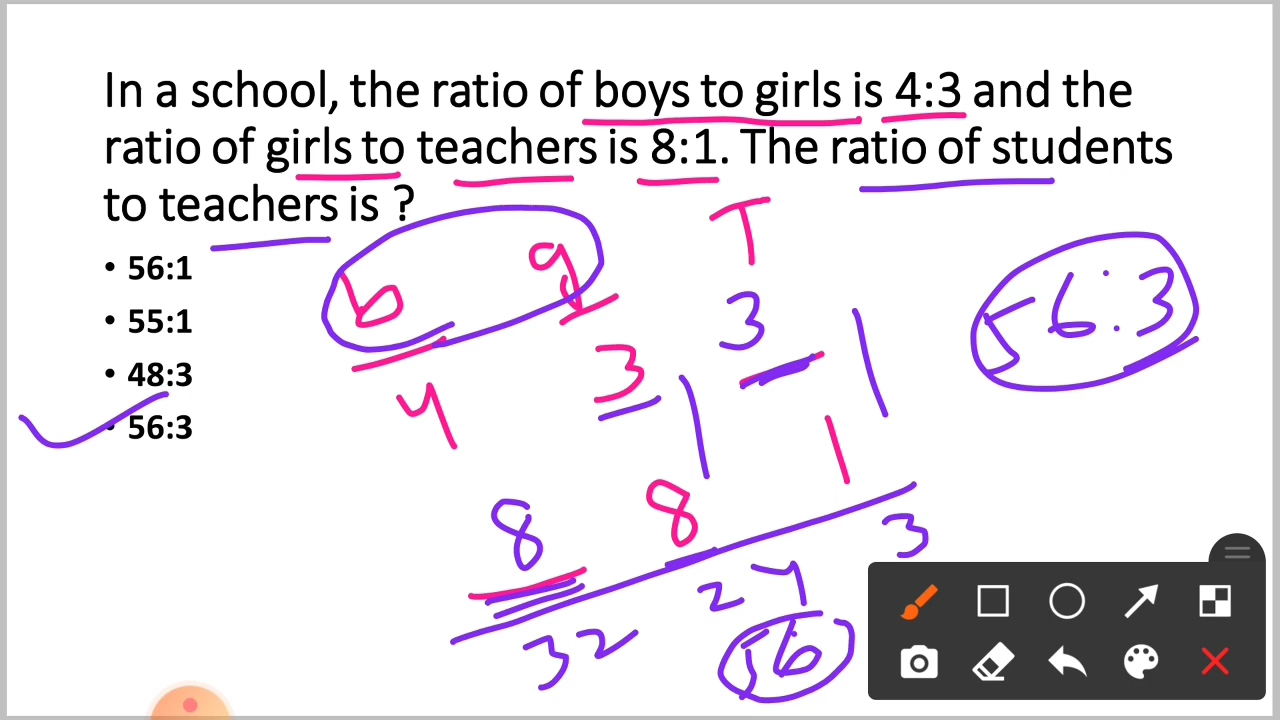 In a school, the ratio of boys to girls is 4:3 and the
ratio of girls to teachers is 8:1. The ratio of students
to teachers is ?
• 56:1
• 55:1
• 48:3
• 56:3
b g T
4 3 3
8 8 1
32 24 3
56
56:3